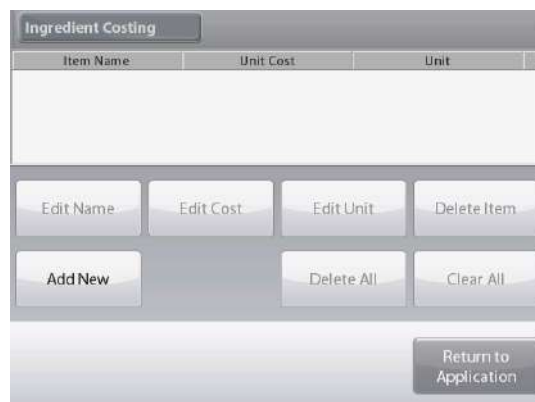 Ingredient Costing
Item Name Unit Cost Unit
Edit Name Edit Cost Edit Unit Delete Item
Add New Delete All Clear All
Return to
Application